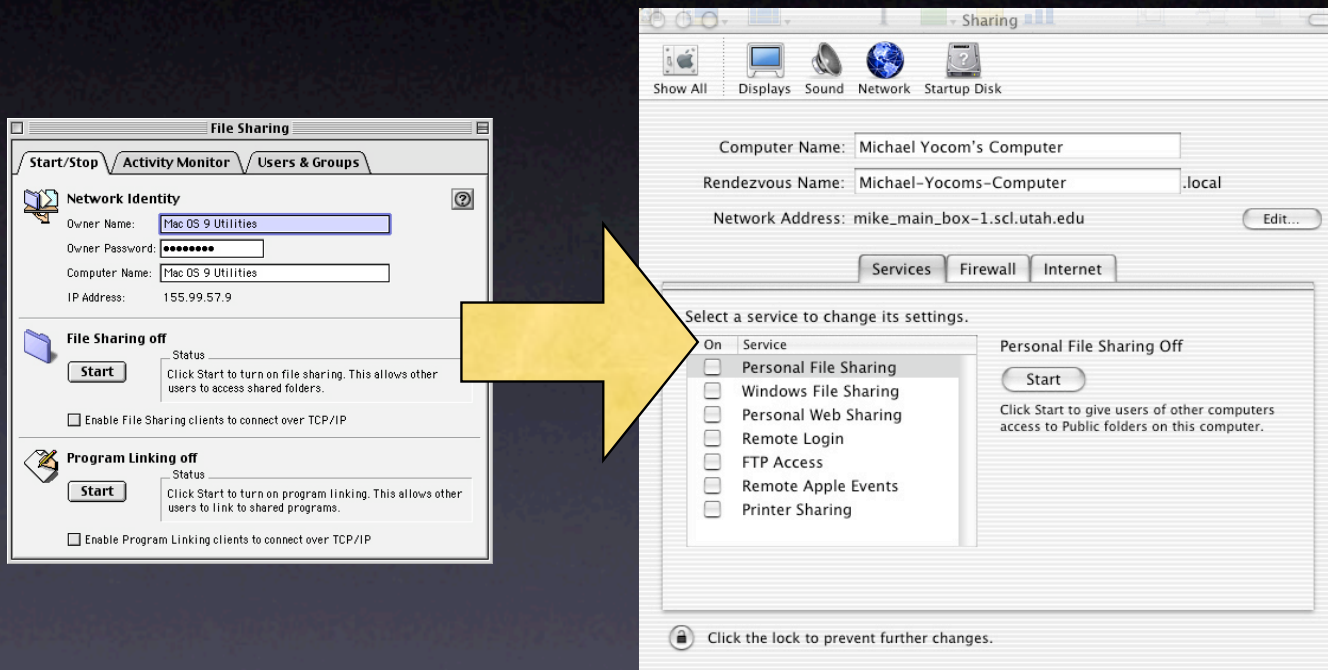 File Sharing
Start/Stop Activity Monitor Users & Groups
Network Identity
Owner Name: Mac OS 9 Utilities
Owner Password: ••••••••
Computer Name: Mac OS 9 Utilities
IP Address: 155.99.57.9
File Sharing off
Status
Start
Click Start to turn on file sharing. This allows other
users to access shared folders.
Enable File Sharing clients to connect over TCP/IP
Program Linking off
Status
Start
Click Start to turn on program linking. This allows other
users to link to shared programs.
Enable Program Linking clients to connect over TCP/IP
Sharing
Show All Displays Sound Network Startup Disk
Computer Name: Michael Yocom's Computer
Rendezvous Name: Michael-Yocoms-Computer .local
Network Address: mike_main_box-1.scl.utah.edu Edit...
Services Firewall Internet
Select a service to change its settings.
On Service
Personal File Sharing
Windows File Sharing
Personal Web Sharing
Remote Login
FTP Access
Remote Apple Events
Printer Sharing
Personal File Sharing Off
Start
Click Start to give users of other computers
access to Public folders on this computer.
Click the lock to prevent further changes.